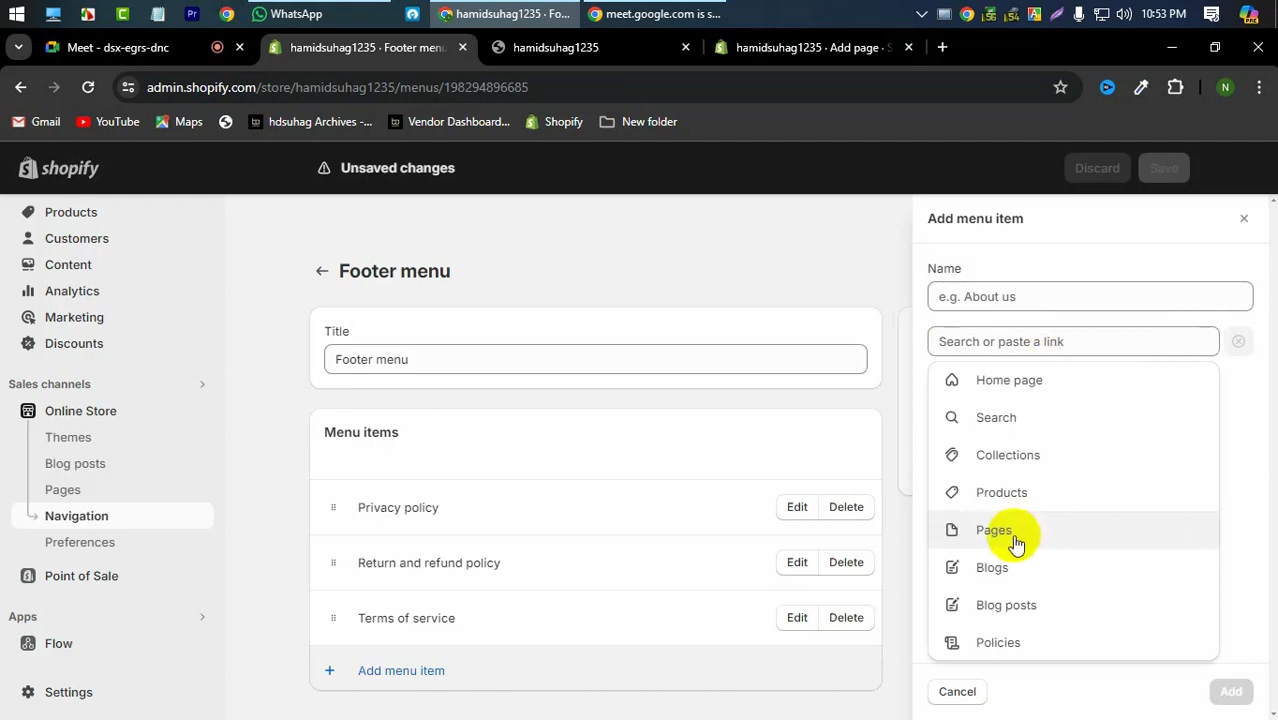 WhatsApp
Pr
hamidsuhag1235 · Fo...
meet.google.com is s...
10:53 PM
Meet - dsx-egrs-dnc
hamidsuhag1235 · Footer menu
hamidsuhag1235
hamidsuhag1235 · Add page · S
admin.shopify.com/store/hamidsuhag1235/menus/198294896685
N
Gmail
YouTube
Maps
hdsuhag Archives -...
Vendor Dashboard...
Shopify
New folder
shopify
Unsaved changes
Discard
Save
Products
Customers
Content
Analytics
Marketing
Discounts
Sales channels
Online Store
Themes
Blog posts
Pages
Navigation
Preferences
Point of Sale
Apps
Flow
Settings
Footer menu
Title
Footer menu
Menu items
Privacy policy
Edit
Delete
Return and refund policy
Edit
Delete
Terms of service
Edit
Delete
Add menu item
Add menu item
Name
e.g. About us
Search or paste a link
Home page
Search
Collections
Products
Pages
Blogs
Blog posts
Policies
Cancel
Add